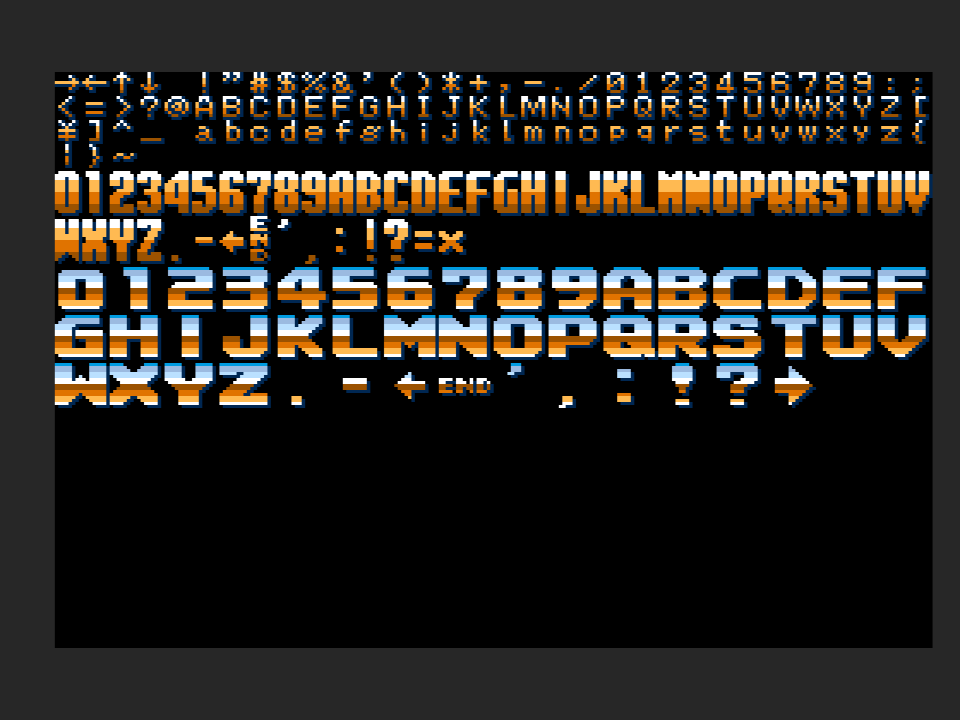 →←↑↓ !"#$%&'()*+,-./0123456789:;
<=>?@ABCDEFGHIJKLMNOPQRSTUVWXYZ[
¥]^_ abcdefghijklmnopqrstuvwxyz{
¦}~
0123456789ABCDEFGHIJKLMNOPQRSTUV
WXYZ.-←END',:!?=×
0123456789ABCDEF
GHIJKLMNOPQRSTUV
WXYZ. -←END' ,:!?→